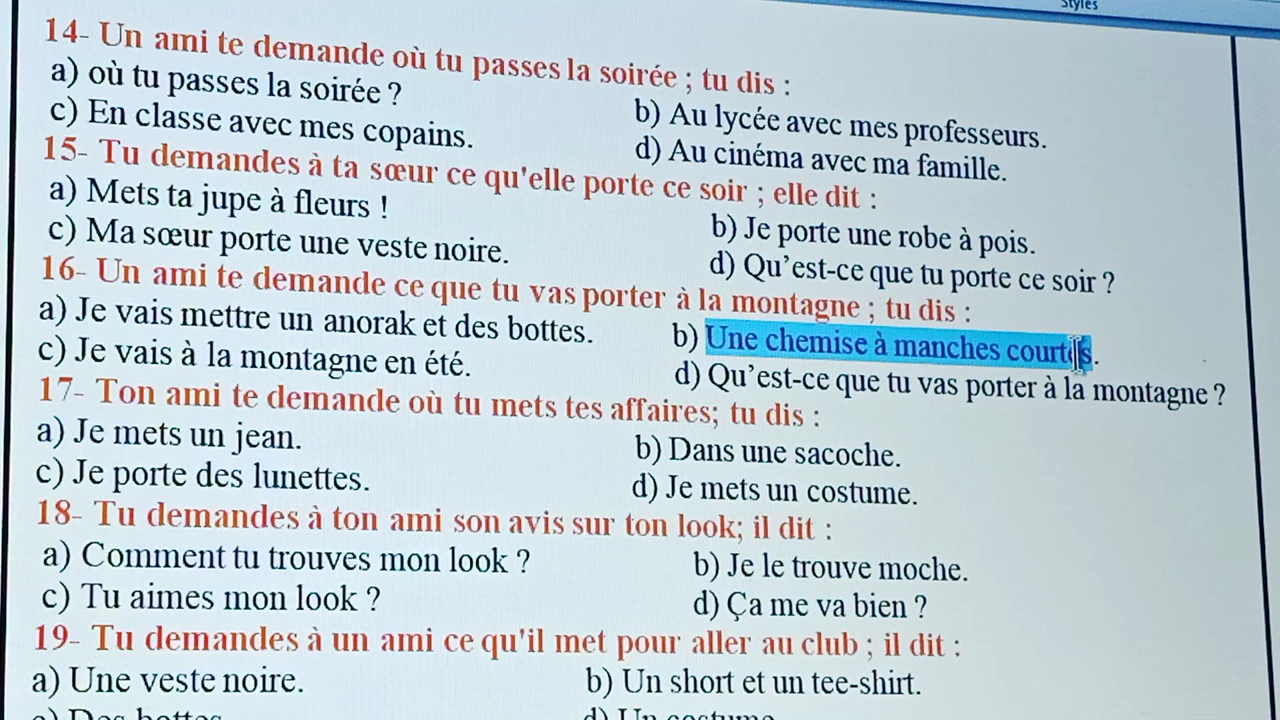 Styles
14- Un ami te demande où tu passes la soirée ; tu dis :
a) où tu passes la soirée ?
b) Au lycée avec mes professeurs.
c) En classe avec mes copains.
d) Au cinéma avec ma famille.
15- Tu demandes à ta sœur ce qu'elle porte ce soir ; elle dit :
a) Mets ta jupe à fleurs !
b) Je porte une robe à pois.
c) Ma sœur porte une veste noire.
d) Qu’est-ce que tu porte ce soir ?
16- Un ami te demande ce que tu vas porter à la montagne ; tu dis :
a) Je vais mettre un anorak et des bottes.
b) Une chemise à manches courtes.
c) Je vais à la montagne en été.
d) Qu’est-ce que tu vas porter à la montagne ?
17- Ton ami te demande où tu mets tes affaires; tu dis :
a) Je mets un jean.
b) Dans une sacoche.
c) Je porte des lunettes.
d) Je mets un costume.
18- Tu demandes à ton ami son avis sur ton look; il dit :
a) Comment tu trouves mon look ?
b) Je le trouve moche.
c) Tu aimes mon look ?
d) Ça me va bien ?
19- Tu demandes à un ami ce qu'il met pour aller au club ; il dit :
a) Une veste noire.
b) Un short et un tee-shirt.
c) Des bottes
d) Un costume